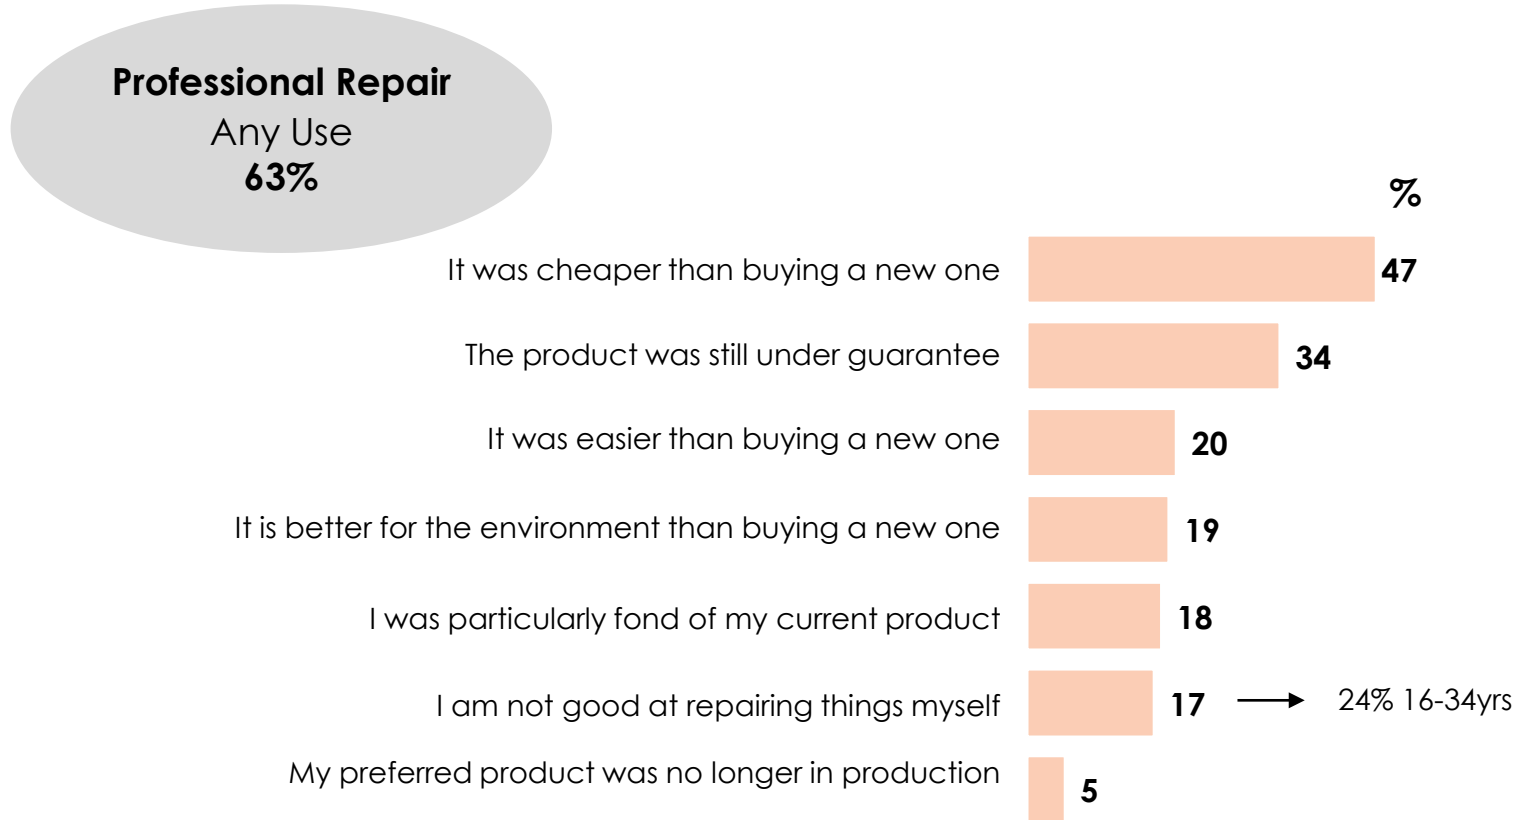 Professional Repair
Any Use
63%
%
It was cheaper than buying a new one 47
The product was still under guarantee 34
It was easier than buying a new one 20
It is better for the environment than buying a new one 19
I was particularly fond of my current product 18
I am not good at repairing things myself 17 24% 16-34yrs
My preferred product was no longer in production 5